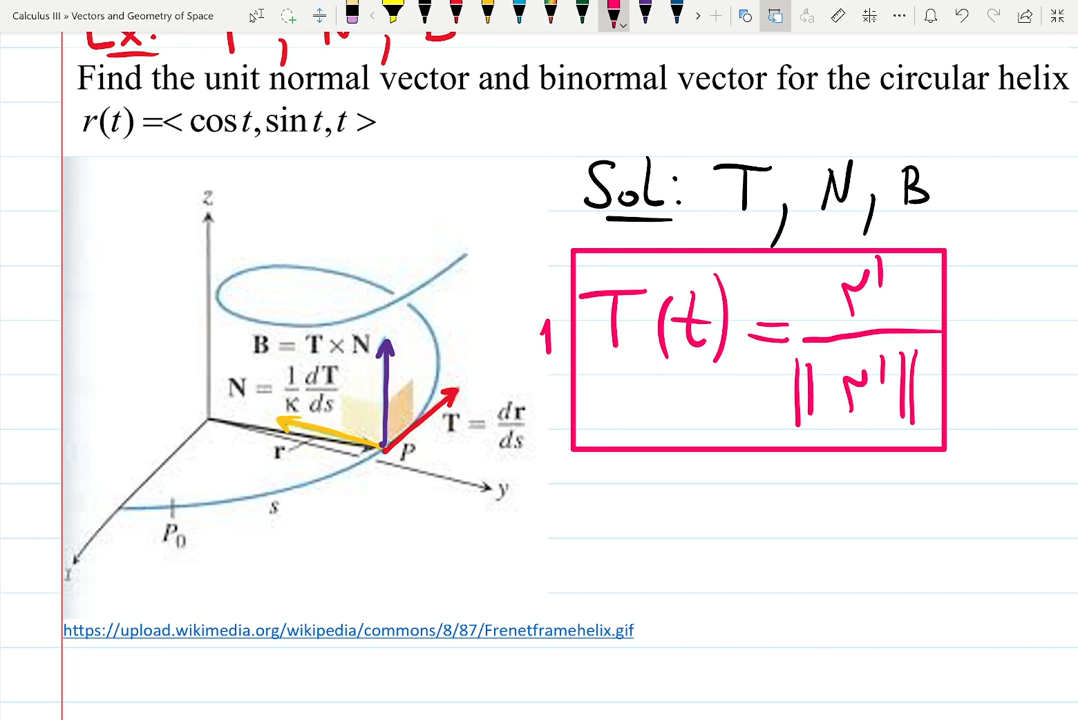 Calculus III » Vectors and Geometry of Space
Ex: T, N, B
Find the unit normal vector and binormal vector for the circular helix
r(t) =< cos t, sin t, t >
Sol: T, N, B
1 T(t) = r' / ||r'||
z
B = T × N
N = 1/κ dT/ds
T = dr/ds
r
P
y
s
P₀
x
https://upload.wikimedia.org/wikipedia/commons/8/87/Frenetframehelix.gif